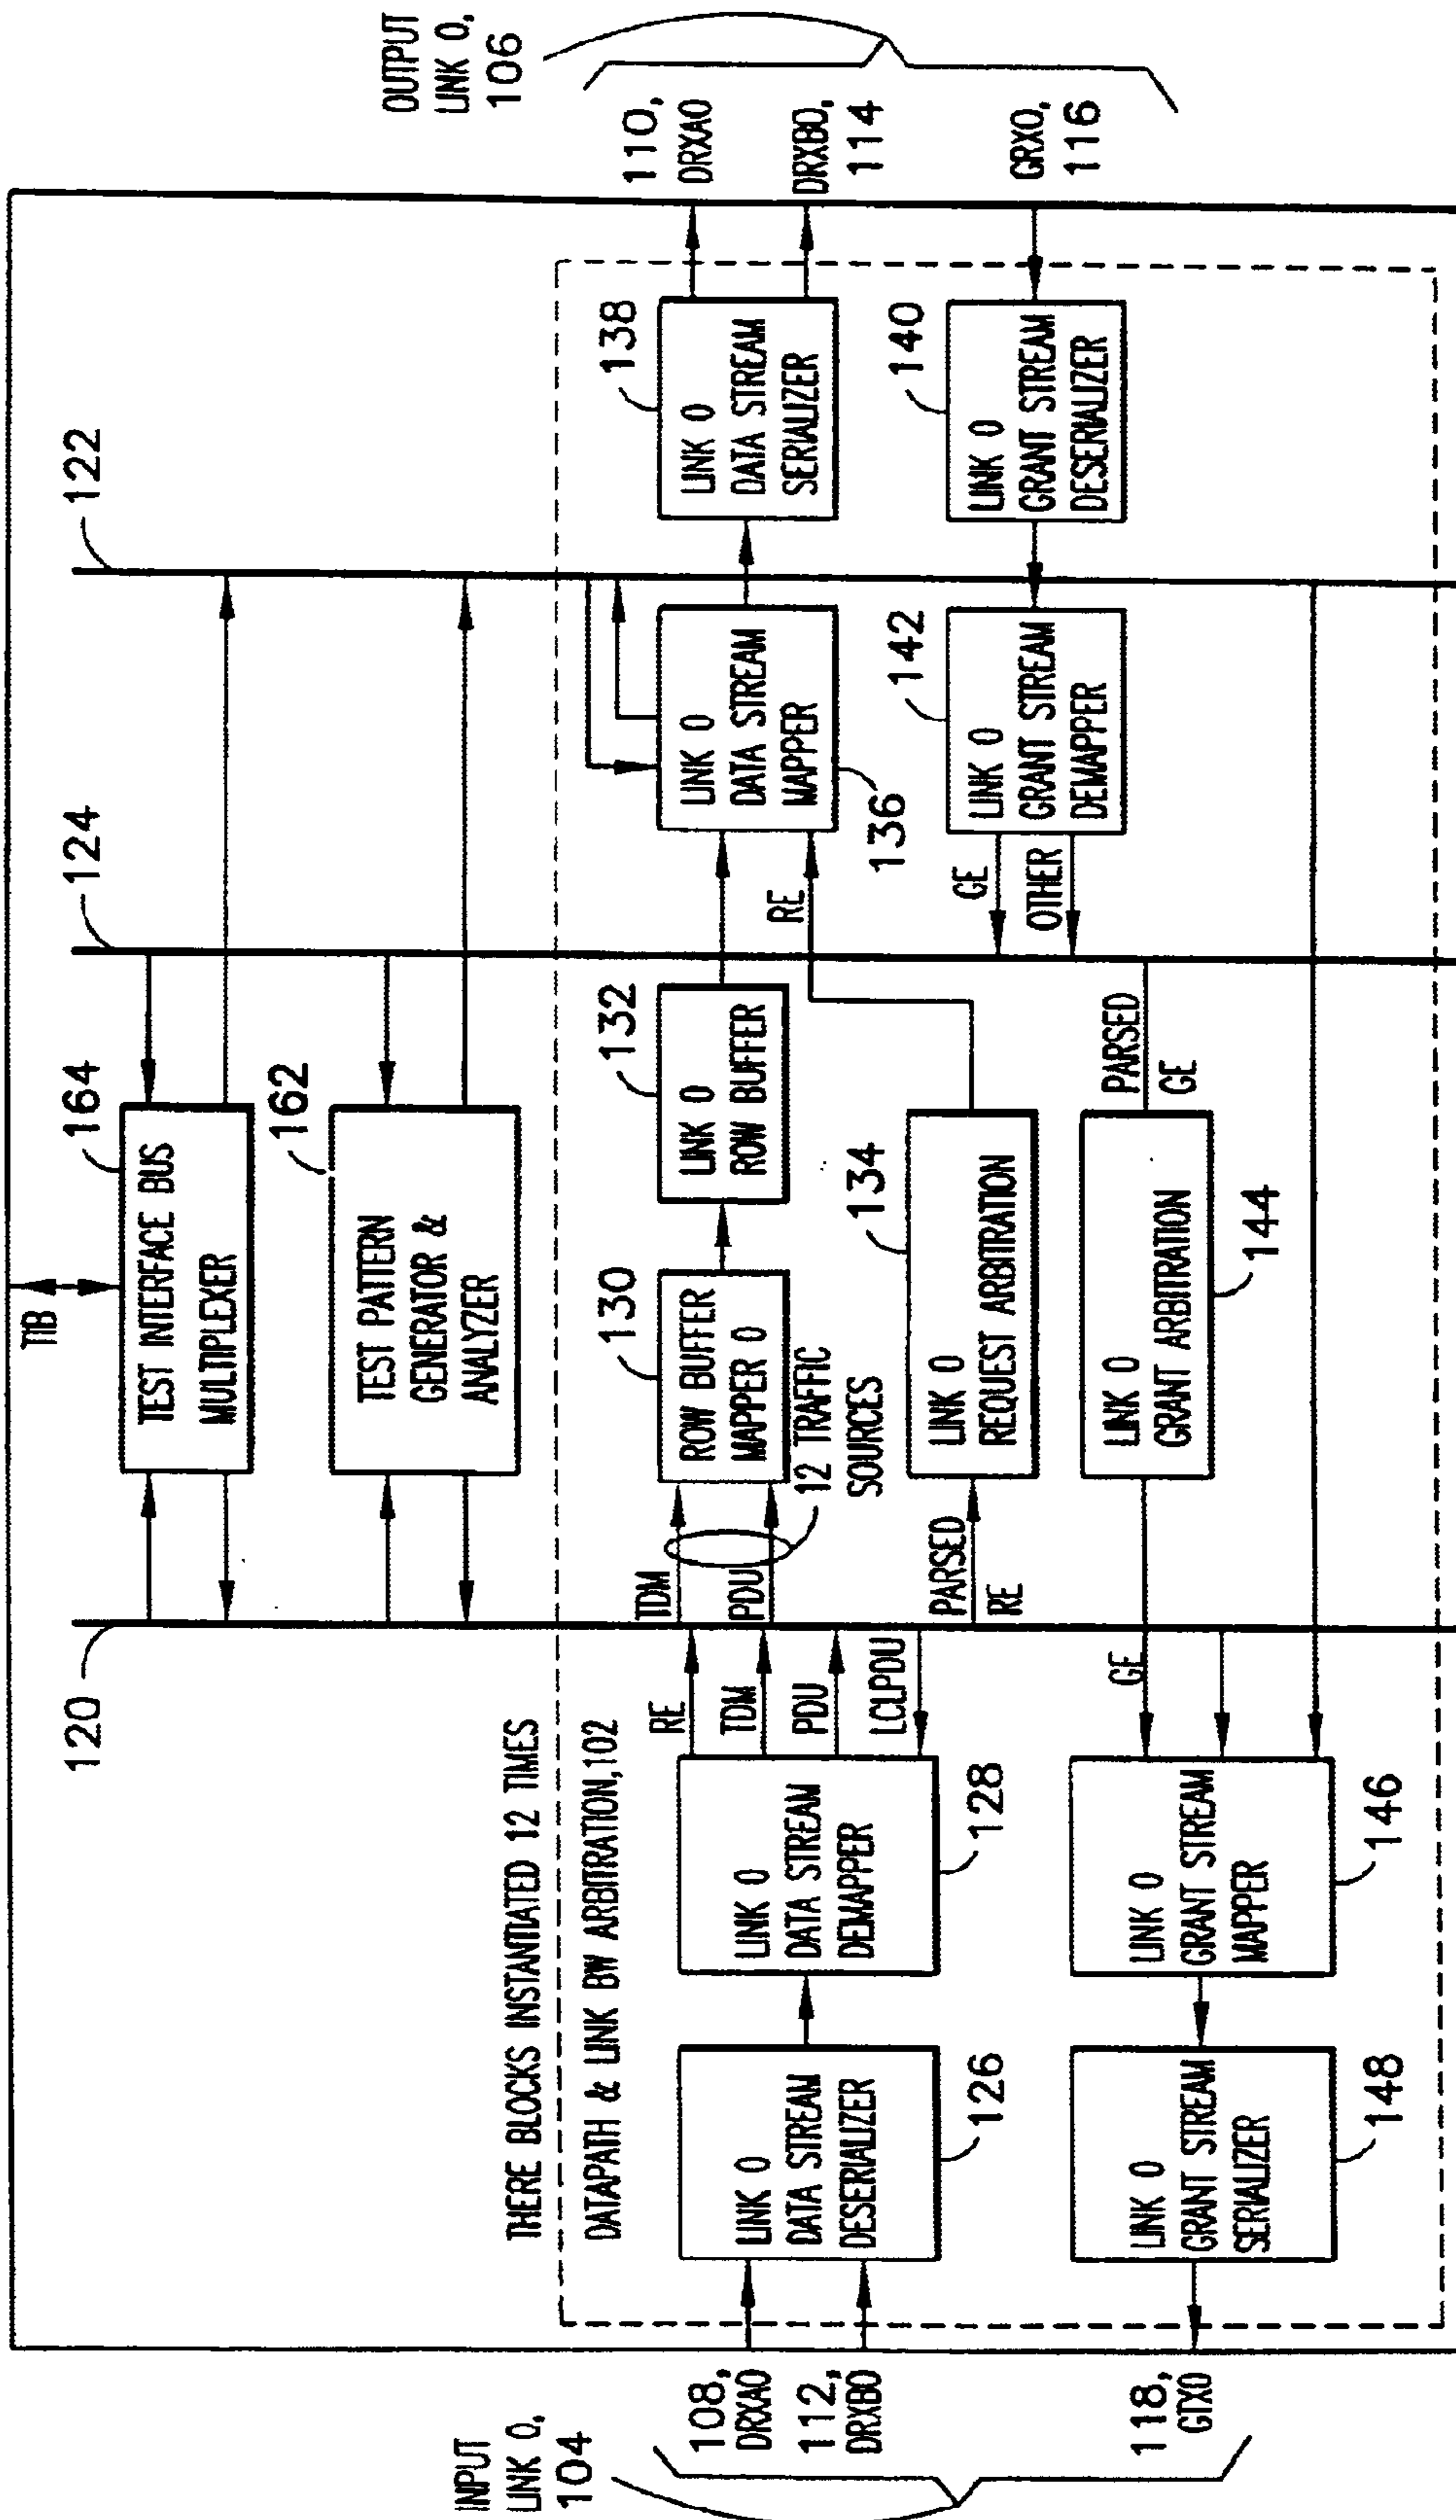 TIB
164
TEST INTERFACE BUS
MULTIPLEXER
162
TEST PATTERN
GENERATOR &
ANALYZER
120
124
122
THERE BLOCKS INSTANTIATED 12 TIMES
DATAPATH & LINK BW ARBITRATION,102
INPUT
LINK 0,
104
108,
DRXA0
112,
DRXB0
118,
GTX0
LINK 0
DATA STREAM
DESERIALIZER
126
LINK 0
DATA STREAM
DEMAPPER
128
RE
TDM
PDU
LCLPDU
TDM
PDU
12 TRAFFIC
SOURCES
ROW BUFFER
MAPPER 0
130
LINK 0
ROW BUFFER
132
PARSED
RE
LINK 0
REQUEST ARBITRATION
134
RE
LINK 0
DATA STREAM
MAPPER
136
LINK 0
DATA STREAM
SERIALIZER
138
LINK 0
GRANT STREAM
DESERIALIZER
140
LINK 0
GRANT STREAM
DEMAPPER
142
GE
OTHER
PARSED
GE
LINK 0
GRANT ARBITRATION
144
GE
LINK 0
GRANT STREAM
MAPPER
146
LINK 0
GRANT STREAM
SERIALIZER
148
OUTPUT
LINK 0,
106
110,
DRXA0
DRXB0,
114
GRX0,
116